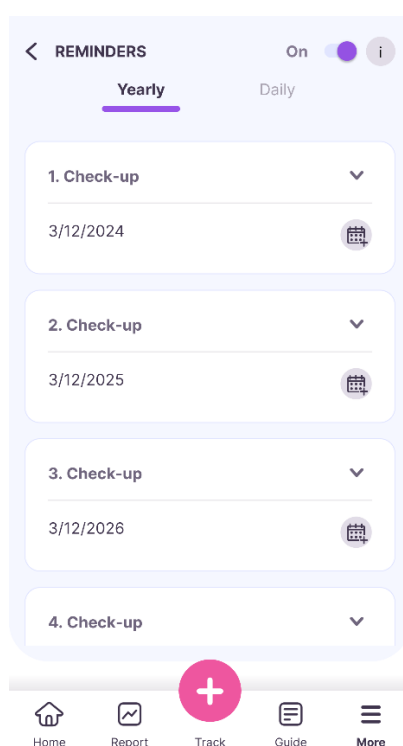 REMINDERS On i
Yearly Daily
1. Check-up
3/12/2024
2. Check-up
3/12/2025
3. Check-up
3/12/2026
4. Check-up
Home Report Track Guide More